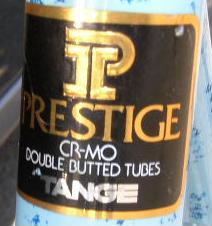 PRESTIGE
CR-MO
DOUBLE BUTTED TUBES
TANGE